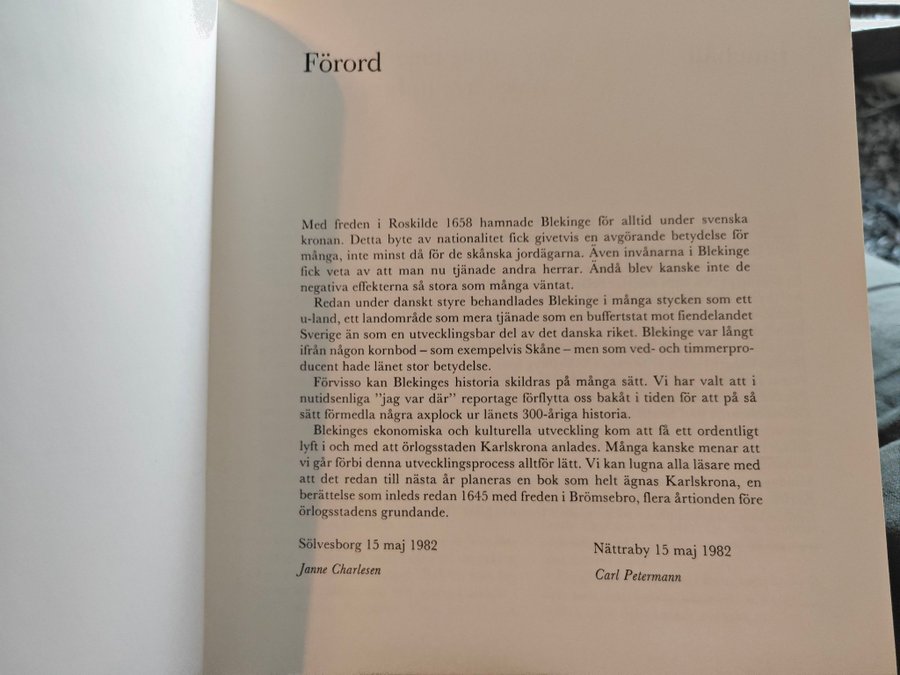 Förord
Med freden i Roskilde 1658 hamnade Blekinge för alltid under svenska
kronan. Detta byte av nationalitet fick givetvis en avgörande betydelse för
många, inte minst då för de skånska jordägarna. Även invånarna i Blekinge
fick veta av att man nu tjänade andra herrar. Ändå blev kanske inte de
negativa effekterna så stora som många väntat.
Redan under danskt styre behandlades Blekinge i många stycken som ett
u-land, ett landområde som mera tjänade som en buffertstat mot fiendelandet
Sverige än som en utvecklingsbar del av det danska riket. Blekinge var långt
ifrån någon kornbod – som exempelvis Skåne – men som ved- och timmerpro-
ducent hade länet stor betydelse.
Förvisso kan Blekinges historia skildras på många sätt. Vi har valt att i
nutidsenliga ”jag var där” reportage förflytta oss bakåt i tiden för att på så
sätt förmedla några axplock ur länets 300-åriga historia.
Blekinges ekonomiska och kulturella utveckling kom att få ett ordentligt
lyft i och med att örlogsstaden Karlskrona anlades. Många kanske menar att
vi går förbi denna utvecklingsprocess alltför lätt. Vi kan lugna alla läsare med
att det redan till nästa år planeras en bok som helt ägnas Karlskrona, en
berättelse som inleds redan 1645 med freden i Brömsebro, flera årtionden före
örlogsstadens grundande.
Sölvesborg 15 maj 1982
Janne Charlesen
Nättraby 15 maj 1982
Carl Petermann